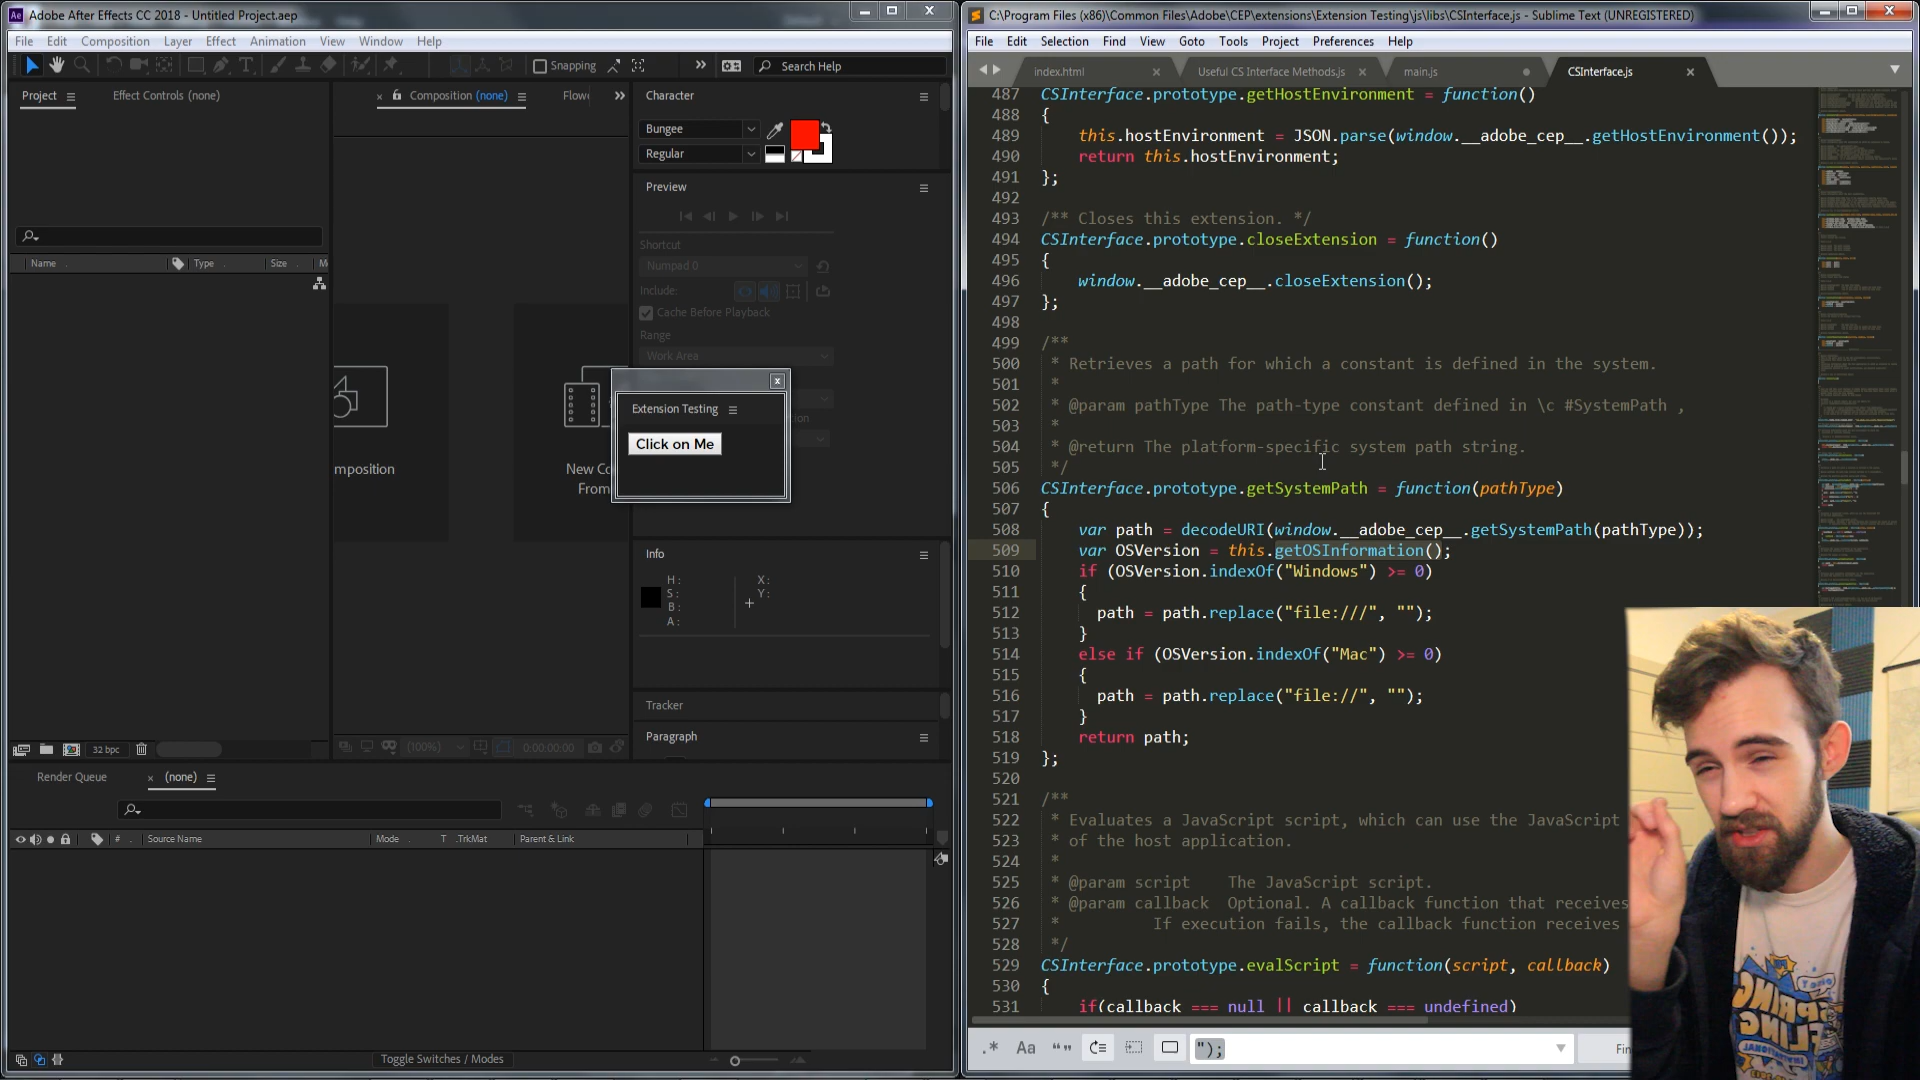 Adobe After Effects CC 2018 - Untitled Project.aep
File Edit Composition Layer Effect Animation View Window Help
Snapping
Search Help
Project
Effect Controls (none)
Composition (none)
Name Type Size
mposition
New Co
From
32 bpc
(100%)
0:00:00:00
Character
Bungee
Regular
Preview
Shortcut
Numpad 0
Include:
Cache Before Playback
Range
Work Area
Extension Testing
Click on Me
Info
H:
S:
B:
A:
X:
Y:
Tracker
Paragraph
Render Queue
(none)
# Source Name Mode T .TrkMat Parent & Link
Toggle Switches / Modes
C:\Program Files (x86)\Common Files\Adobe\CEP\extensions\Extension Testing\js\libs\CSInterface.js - Sublime Text (UNREGISTERED)
File Edit Selection Find View Goto Tools Project Preferences Help
index.html
Useful CS Interface Methods.js
main.js
CSInterface.js
487 CSInterface.prototype.getHostEnvironment = function()
488 {
489 this.hostEnvironment = JSON.parse(window.__adobe_cep__.getHostEnvironment());
490 return this.hostEnvironment;
491 };
492
493 /** Closes this extension. */
494 CSInterface.prototype.closeExtension = function()
495 {
496 window.__adobe_cep__.closeExtension();
497 };
498
499 /**
500 * Retrieves a path for which a constant is defined in the system.
501 *
502 * @param pathType The path-type constant defined in \c #SystemPath ,
503 *
504 * @return The platform-specific system path string.
505 */
506 CSInterface.prototype.getSystemPath = function(pathType)
507 {
508 var path = decodeURI(window.__adobe_cep__.getSystemPath(pathType));
509 var OSVersion = this.getOSInformation();
510 if (OSVersion.indexOf("Windows") >= 0)
511 {
512 path = path.replace("file:///", "");
513 }
514 else if (OSVersion.indexOf("Mac") >= 0)
515 {
516 path = path.replace("file://", "");
517 }
518 return path;
519 };
520
521 /**
522 * Evaluates a JavaScript script, which can use the JavaScript
523 * of the host application.
524 *
525 * @param script The JavaScript script.
526 * @param callback Optional. A callback function that receives
527 * If execution fails, the callback function receives
528 */
529 CSInterface.prototype.evalScript = function(script, callback)
530 {
531 if(callback === null || callback === undefined)
.* Aa
");
SPRING
FLING